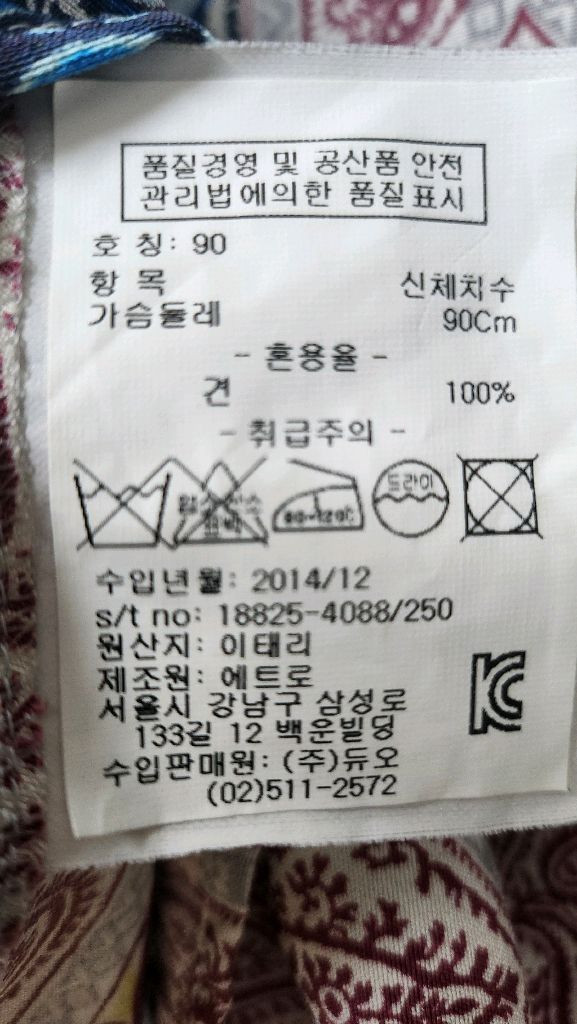 품질경영 및 공산품 안전
관리법에의한 품질표시
호 칭: 90
항 목 신체치수
가슴둘레 90Cm
- 혼용율 -
견 100%
- 취급주의 -
드라이
표백
80~120℃
수입년월: 2014/12
s/t no: 18825-4088/250
원산지: 이태리
제조원: 에트로
서울시 강남구 삼성로
133길 12 백운빌딩
수입판매원: (주)듀오
(02)511-2572